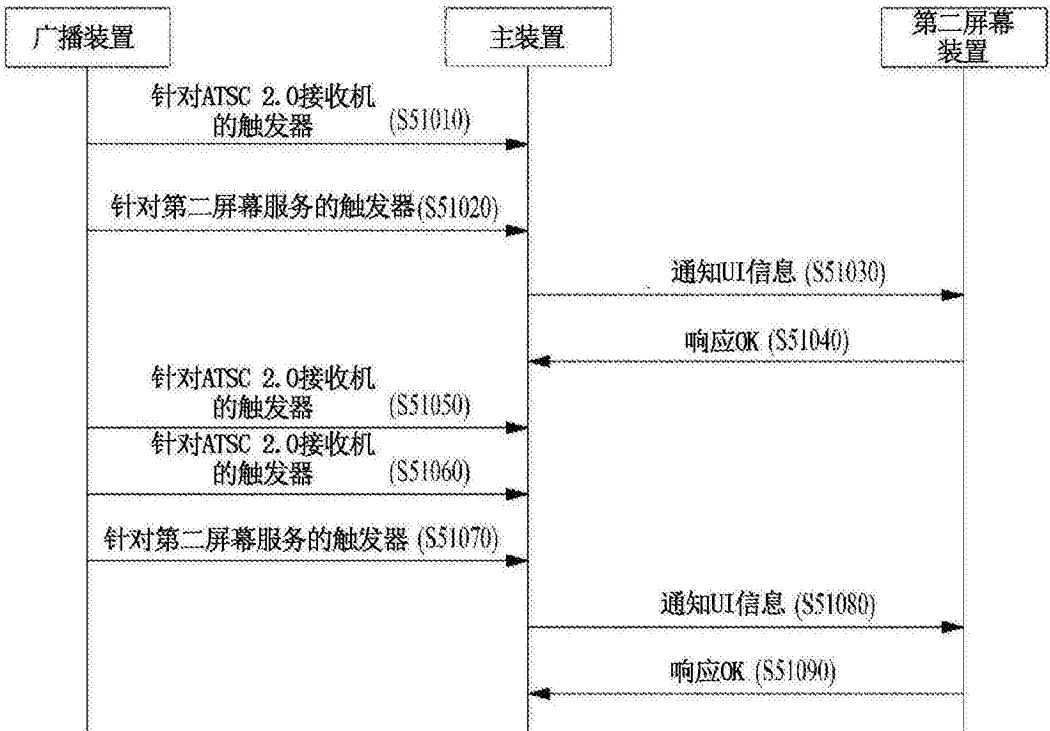 广播装置
主装置
第二屏幕
装置
针对ATSC 2.0接收机
的触发器 (S51010)
针对第二屏幕服务的触发器(S51020)
通知UI信息 (S51030)
响应OK (S51040)
针对ATSC 2.0接收机
的触发器 (S51050)
针对ATSC 2.0接收机
的触发器 (S51060)
针对第二屏幕服务的触发器 (S51070)
通知UI信息 (S51080)
响应OK (S51090)